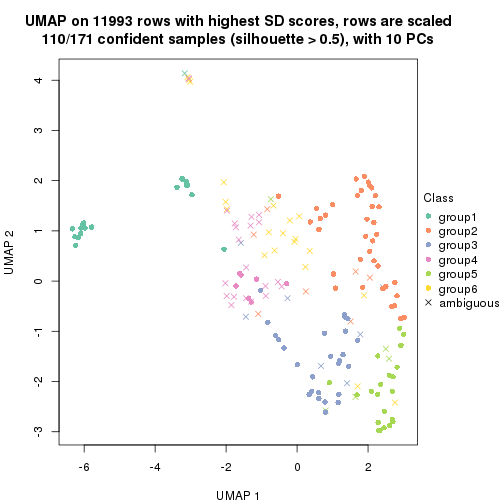 UMAP on 11993 rows with highest SD scores, rows are scaled
110/171 confident samples (silhouette > 0.5), with 10 PCs
4
3
2
1
0
-1
-2
-3
UMAP 2
-6
-4
-2
0
2
UMAP 1
Class
group1
group2
group3
group4
group5
group6
ambiguous